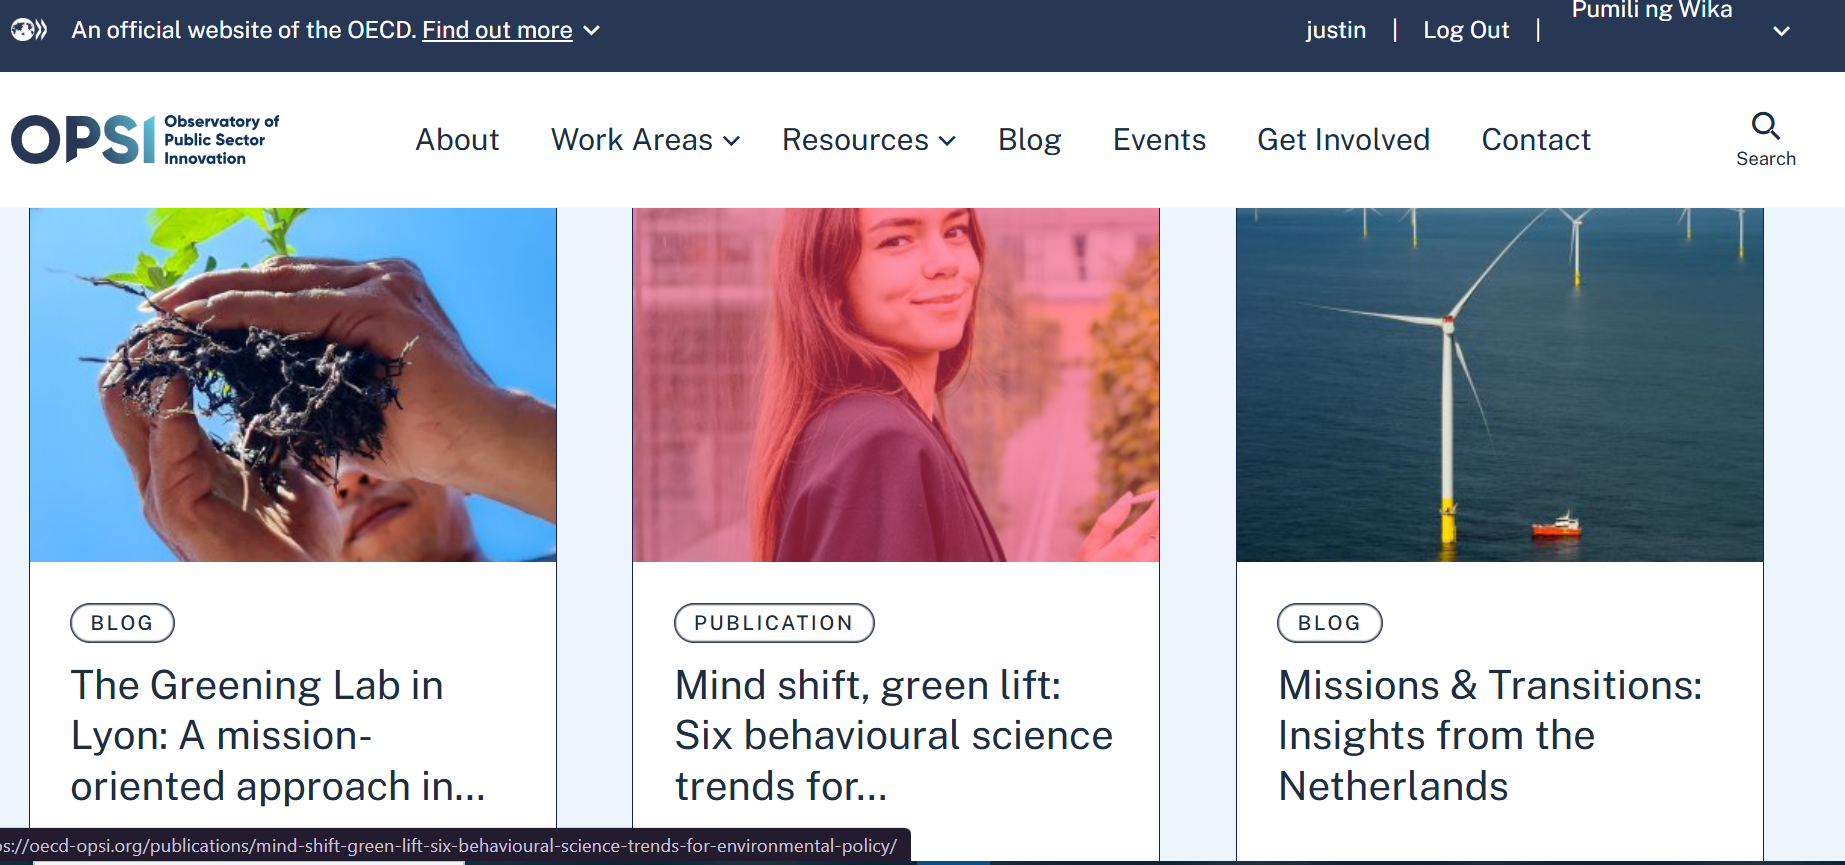 An official website of the OECD. Find out more
justin | Log Out |
Pumili ng Wika
OPSI
Observatory of
Public Sector
Innovation
About
Work Areas
Resources
Blog
Events
Get Involved
Contact
Search
BLOG
The Greening Lab in
Lyon: A mission-
oriented approach in...
PUBLICATION
Mind shift, green lift:
Six behavioural science
trends for...
BLOG
Missions & Transitions:
Insights from the
Netherlands
s://oecd-opsi.org/publications/mind-shift-green-lift-six-behavioural-science-trends-for-environmental-policy/